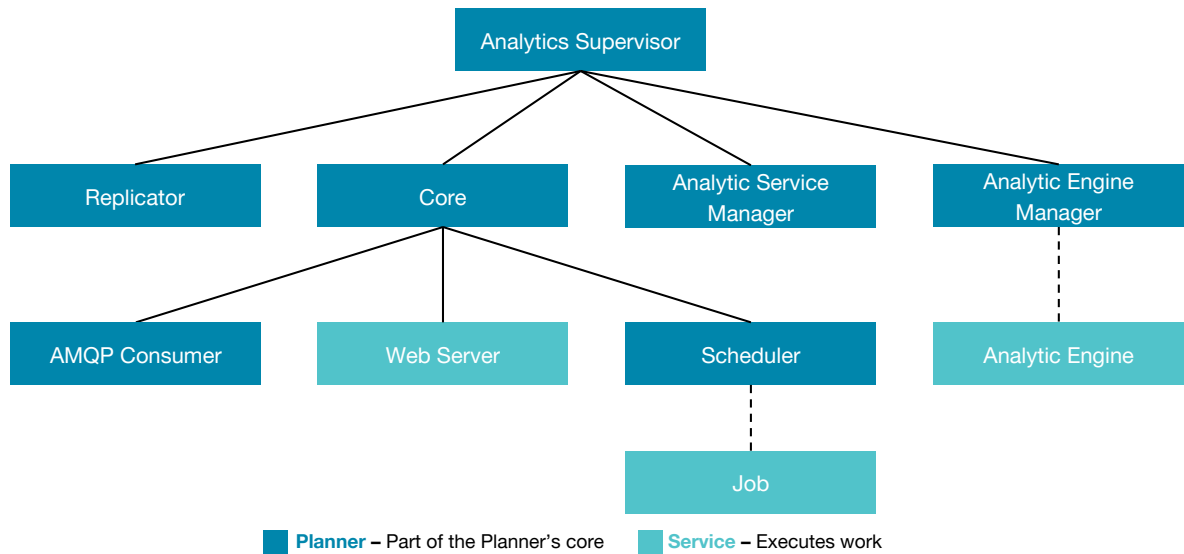 Analytics Supervisor
Replicator
Core
Analytic Service
Manager
Analytic Engine
Manager
AMQP Consumer
Web Server
Scheduler
Analytic Engine
Job
Planner – Part of the Planner’s core
Service – Executes work